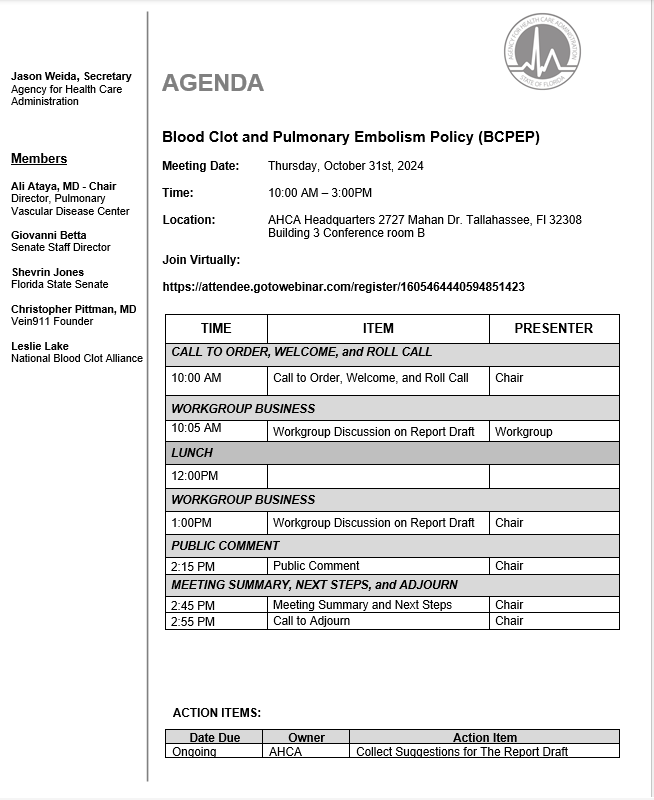 AGENCY FOR HEALTH CARE ADMINISTRATION
STATE OF FLORIDA
Jason Weida, Secretary
Agency for Health Care
Administration
Members
Ali Ataya, MD - Chair
Director, Pulmonary
Vascular Disease Center
Giovanni Betta
Senate Staff Director
Shevrin Jones
Florida State Senate
Christopher Pittman, MD
Vein911 Founder
Leslie Lake
National Blood Clot Alliance
AGENDA
Blood Clot and Pulmonary Embolism Policy (BCPEP)
Meeting Date: Thursday, October 31st, 2024
Time: 10:00 AM – 3:00PM
Location: AHCA Headquarters 2727 Mahan Dr. Tallahassee, Fl 32308
Building 3 Conference room B
Join Virtually:
https://attendee.gotowebinar.com/register/1605464440594851423
TIME ITEM PRESENTER
CALL TO ORDER, WELCOME, and ROLL CALL
10:00 AM Call to Order, Welcome, and Roll Call Chair
WORKGROUP BUSINESS
10:05 AM Workgroup Discussion on Report Draft Workgroup
LUNCH
12:00PM
WORKGROUP BUSINESS
1:00PM Workgroup Discussion on Report Draft Chair
PUBLIC COMMENT
2:15 PM Public Comment Chair
MEETING SUMMARY, NEXT STEPS, and ADJOURN
2:45 PM Meeting Summary and Next Steps Chair
2:55 PM Call to Adjourn Chair
ACTION ITEMS:
Date Due Owner Action Item
Ongoing AHCA Collect Suggestions for The Report Draft